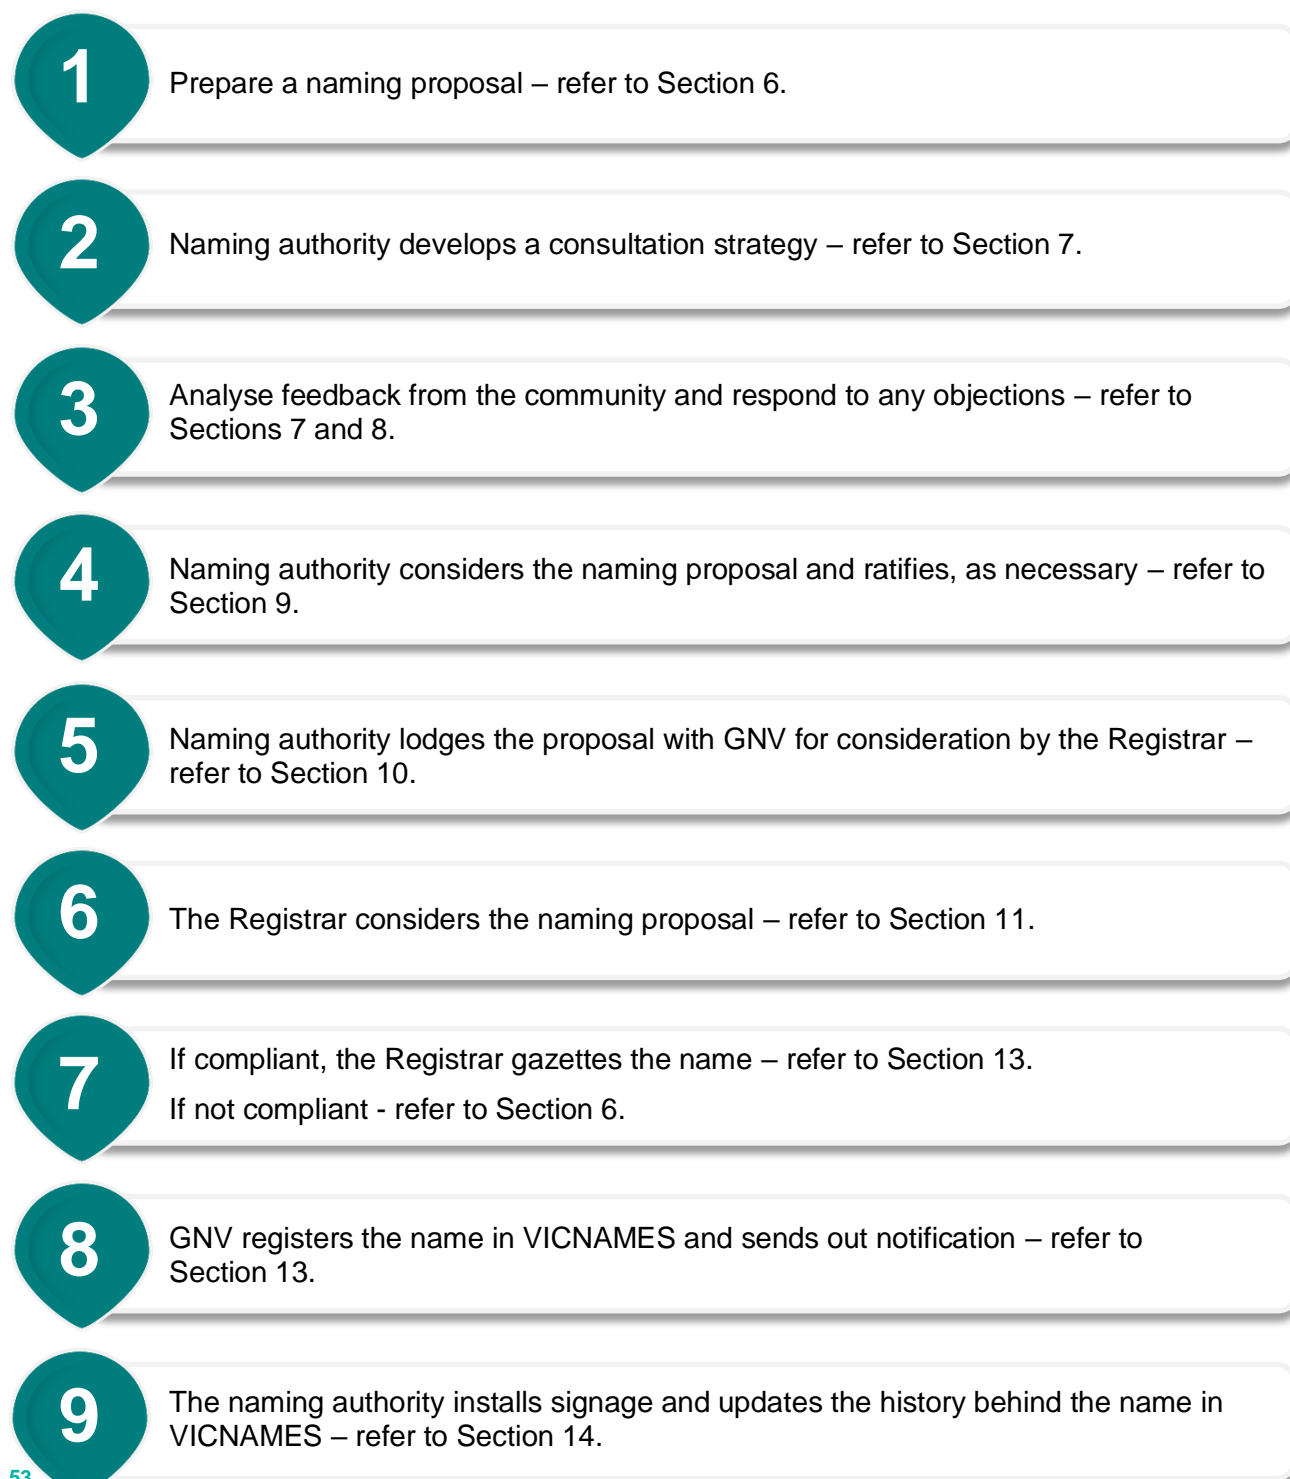 1
Prepare a naming proposal – refer to Section 6.
2
Naming authority develops a consultation strategy – refer to Section 7.
3
Analyse feedback from the community and respond to any objections – refer to
Sections 7 and 8.
4
Naming authority considers the naming proposal and ratifies, as necessary – refer to
Section 9.
5
Naming authority lodges the proposal with GNV for consideration by the Registrar –
refer to Section 10.
6
The Registrar considers the naming proposal – refer to Section 11.
7
If compliant, the Registrar gazettes the name – refer to Section 13.
If not compliant - refer to Section 6.
8
GNV registers the name in VICNAMES and sends out notification – refer to
Section 13.
9
The naming authority installs signage and updates the history behind the name in
VICNAMES – refer to Section 14.
53